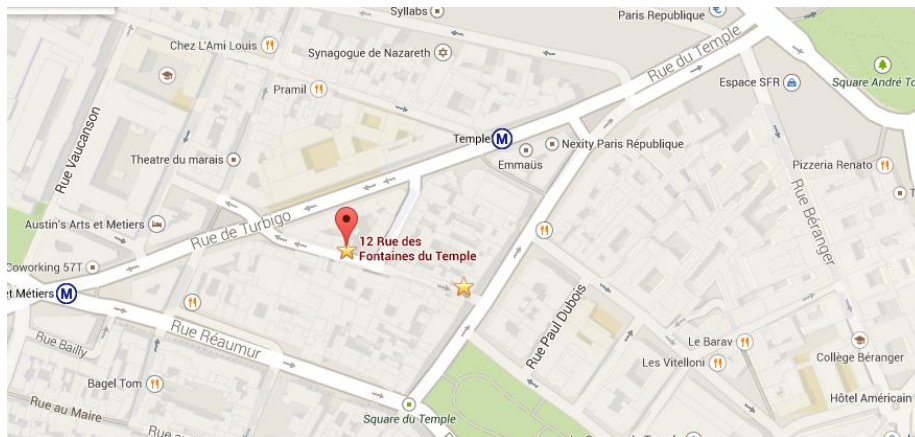 Syllabs
Paris Republique
Chez L'Ami Louis
Synagogue de Nazareth
Rue du Temple
Espace SFR
Square André To
Pramil
Rue Vaucanson
Temple
M
Emmaüs
Nexity Paris République
Theatre du marais
Pizzeria Renato
T
Rue Béranger
Austin's Arts et Metiers
Rue de Turbigo
12 Rue des
Fontaines du Temple
Coworking 57T
et Métiers
M
Rue Réaumur
Rue Paul Dubois
Rue Bailly
Le Barav
Les Vitelloni
Collège Béranger
Bagel Tom
Hôtel Américain
Rue au Maire
Square du Temple